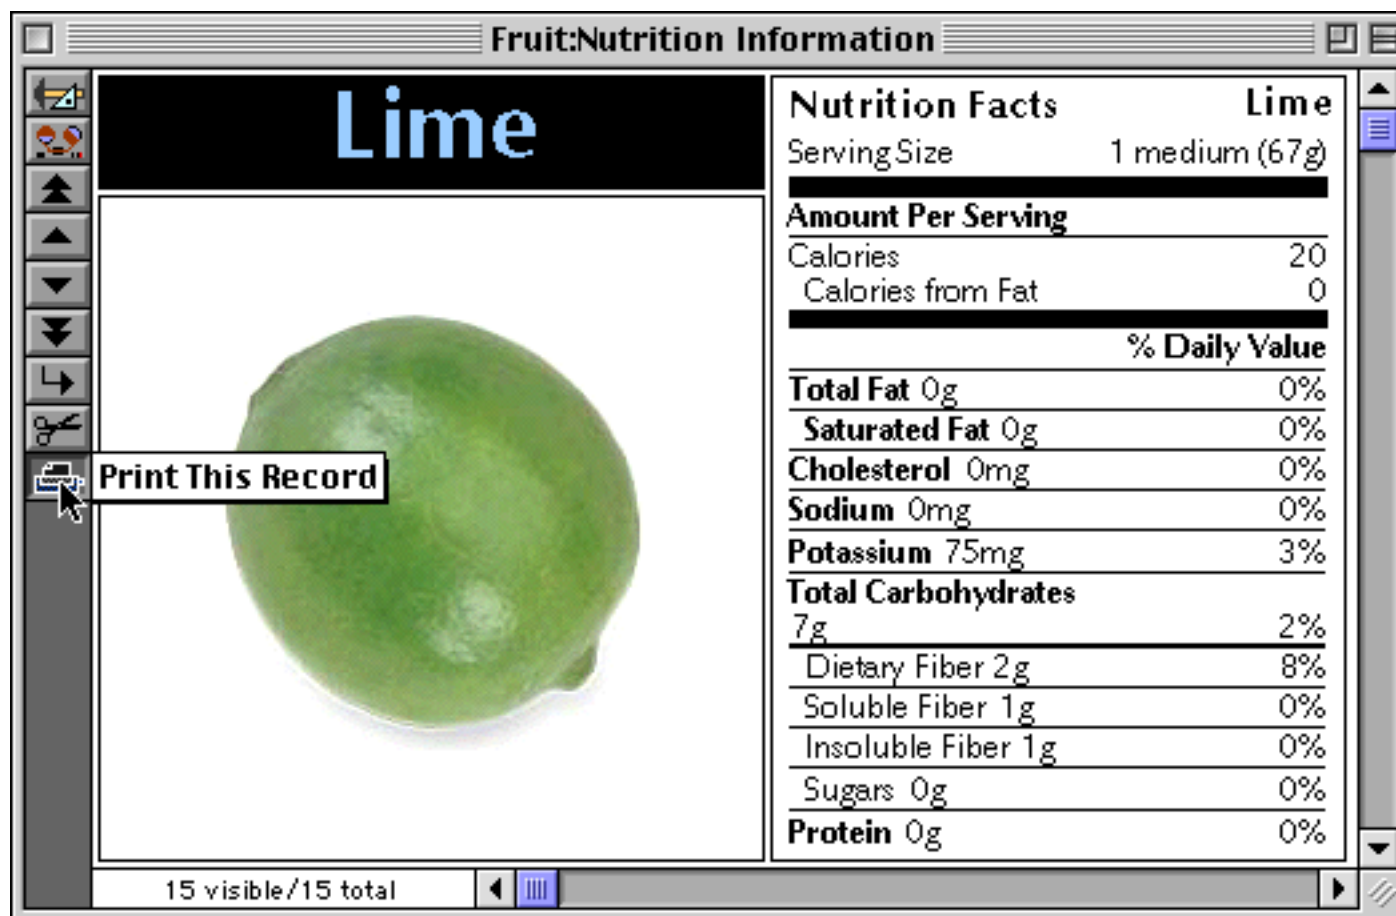 Fruit:Nutrition Information
Lime
Print This Record
Nutrition Facts Lime
Serving Size 1 medium (67g)
Amount Per Serving
Calories 20
Calories from Fat 0
% Daily Value
Total Fat 0g 0%
Saturated Fat 0g 0%
Cholesterol 0mg 0%
Sodium 0mg 0%
Potassium 75mg 3%
Total Carbohydrates
7g 2%
Dietary Fiber 2g 8%
Soluble Fiber 1g 0%
Insoluble Fiber 1g 0%
Sugars 0g 0%
Protein 0g 0%
15 visible/15 total